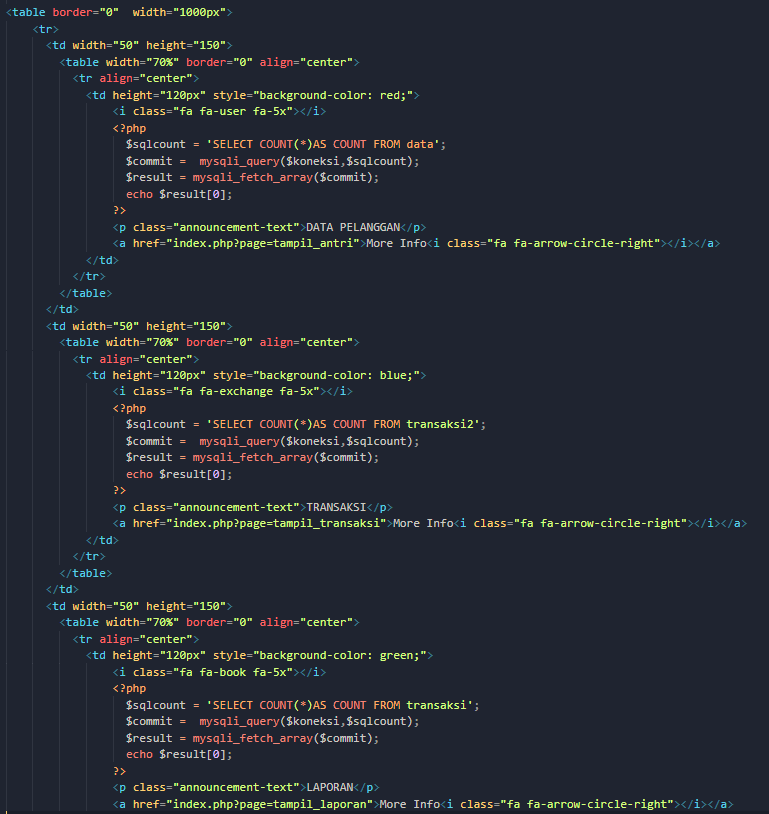 <table border="0"  width="1000px">
<tr>
<td width="50" height="150">
<table width="70%" border="0" align="center">
<tr align="center">
<td height="120px" style="background-color: red;">
<i class="fa fa-user fa-5x"></i>
<?php
$sqlcount = 'SELECT COUNT(*)AS COUNT FROM data';
$commit =  mysqli_query($koneksi,$sqlcount);
$result = mysqli_fetch_array($commit);
echo $result[0];
?>
<p class="announcement-text">DATA PELANGGAN</p>
<a href="index.php?page=tampil_antri">More Info<i class="fa fa-arrow-circle-right"></i></a>
</td>
</tr>
</table>
</td>
<td width="50" height="150">
<table width="70%" border="0" align="center">
<tr align="center">
<td height="120px" style="background-color: blue;">
<i class="fa fa-exchange fa-5x"></i>
<?php
$sqlcount = 'SELECT COUNT(*)AS COUNT FROM transaksi2';
$commit =  mysqli_query($koneksi,$sqlcount);
$result = mysqli_fetch_array($commit);
echo $result[0];
?>
<p class="announcement-text">TRANSAKSI</p>
<a href="index.php?page=tampil_transaksi">More Info<i class="fa fa-arrow-circle-right"></i></a>
</td>
</tr>
</table>
</td>
<td width="50" height="150">
<table width="70%" border="0" align="center">
<tr align="center">
<td height="120px" style="background-color: green;">
<i class="fa fa-book fa-5x"></i>
<?php
$sqlcount = 'SELECT COUNT(*)AS COUNT FROM transaksi';
$commit =  mysqli_query($koneksi,$sqlcount);
$result = mysqli_fetch_array($commit);
echo $result[0];
?>
<p class="announcement-text">LAPORAN</p>
<a href="index.php?page=tampil_laporan">More Info<i class="fa fa-arrow-circle-right"></i></a>